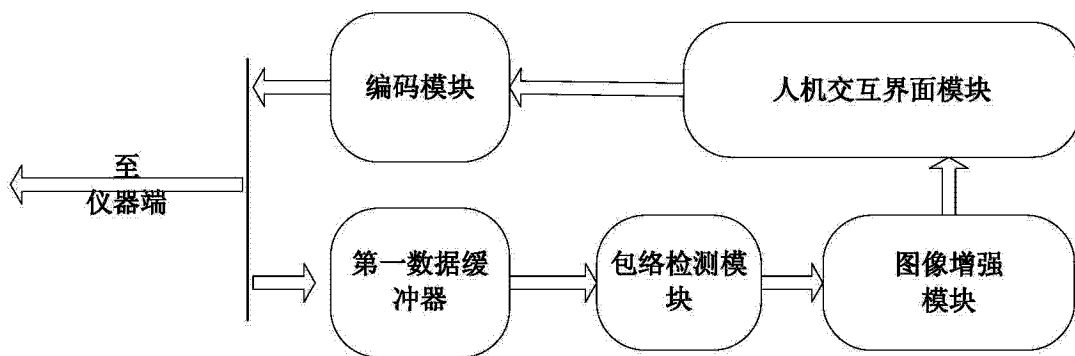 编码模块
人机交互界面模块
至
仪器端
第一数据缓
冲器
包络检测模
块
图像增强
模块